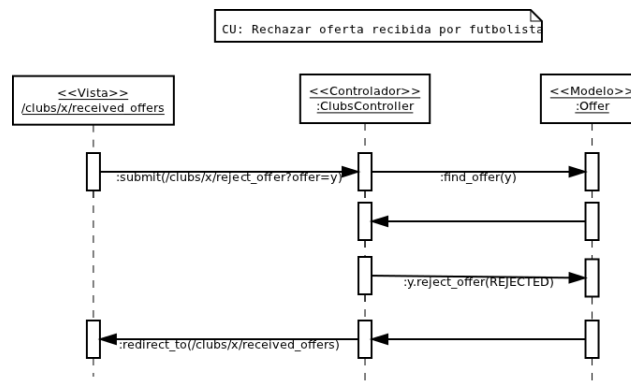 CU: Rechazar oferta recibida por futbolista
<<Vista>>
/clubs/x/received_offers
<<Controlador>>
:ClubsController
<<Modelo>>
:Offer
:submit(/clubs/x/reject_offer?offer=y)
:find_offer(y)
:y.reject_offer(REJECTED)
:redirect_to(/clubs/x/received_offers)